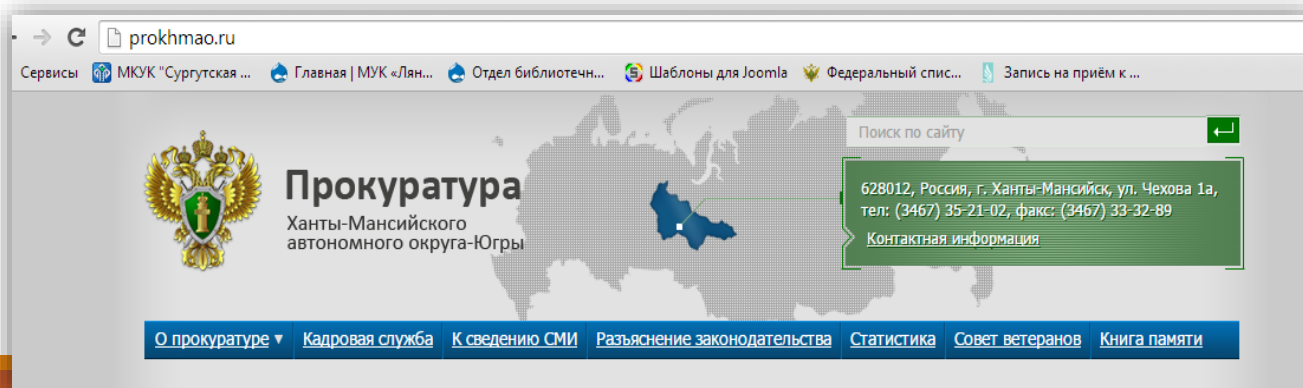 prokhmao.ru
Сервисы МКУК "Сургутская ... Главная | МУК «Лян... Отдел библиотечн... Шаблоны для Joomla Федеральный спис... Запись на приём к ...
Поиск по сайту
Прокуратура
Ханты-Мансийского
автономного округа-Югры
628012, Россия, г. Ханты-Мансийск, ул. Чехова 1а,
тел: (3467) 35-21-02, факс: (3467) 33-32-89
Контактная информация
О прокуратуре ▾ Кадровая служба К сведению СМИ Разъяснение законодательства Статистика Совет ветеранов Книга памяти